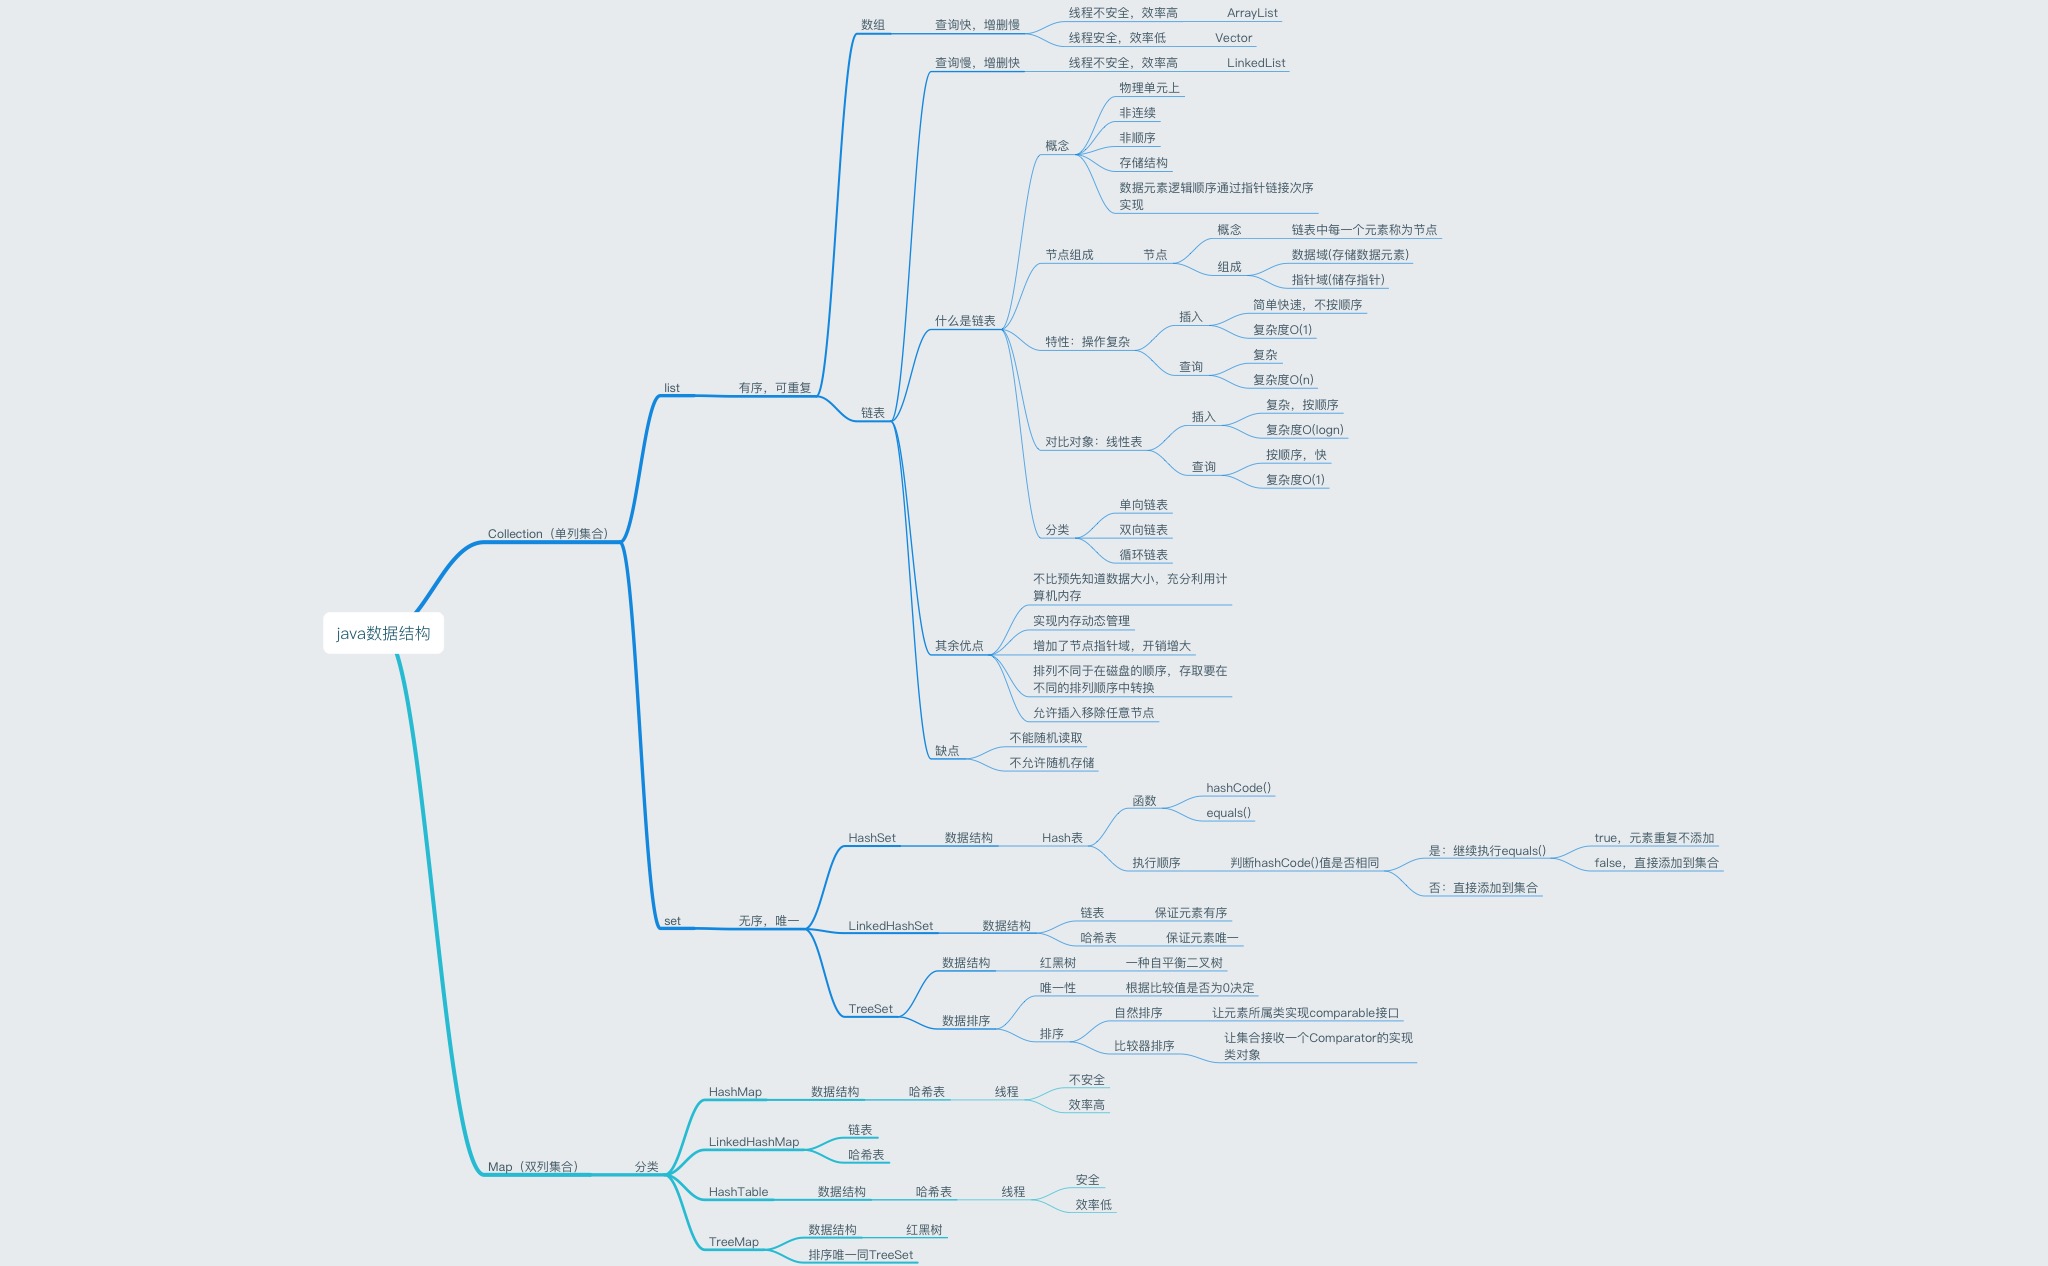 java数据结构
Collection（单列集合）
list
有序，可重复
数组
查询快，增删慢
线程不安全，效率高
ArrayList
线程安全，效率低
Vector
链表
查询慢，增删快
线程不安全，效率高
LinkedList
什么是链表
概念
物理单元上
非连续
非顺序
存储结构
数据元素逻辑顺序通过指针链接次序
实现
节点组成
节点
概念
链表中每一个元素称为节点
组成
数据域(存储数据元素)
指针域(储存指针)
特性：操作复杂
插入
简单快速，不按顺序
复杂度O(1)
查询
复杂
复杂度O(n)
对比对象：线性表
插入
复杂，按顺序
复杂度O(logn)
查询
按顺序，快
复杂度O(1)
分类
单向链表
双向链表
循环链表
其余优点
不比预先知道数据大小，充分利用计
算机内存
实现内存动态管理
增加了节点指针域，开销增大
排列不同于在磁盘的顺序，存取要在
不同的排列顺序中转换
允许插入移除任意节点
缺点
不能随机读取
不允许随机存储
set
无序，唯一
HashSet
数据结构
Hash表
函数
hashCode()
equals()
执行顺序
判断hashCode()值是否相同
是：继续执行equals()
true，元素重复不添加
false，直接添加到集合
否：直接添加到集合
LinkedHashSet
数据结构
链表
保证元素有序
哈希表
保证元素唯一
TreeSet
数据结构
红黑树
一种自平衡二叉树
数据排序
唯一性
根据比较值是否为0决定
排序
自然排序
让元素所属类实现comparable接口
比较器排序
让集合接收一个Comparator的实现
类对象
Map（双列集合）
分类
HashMap
数据结构
哈希表
线程
不安全
效率高
LinkedHashMap
链表
哈希表
HashTable
数据结构
哈希表
线程
安全
效率低
TreeMap
数据结构
红黑树
排序唯一同TreeSet